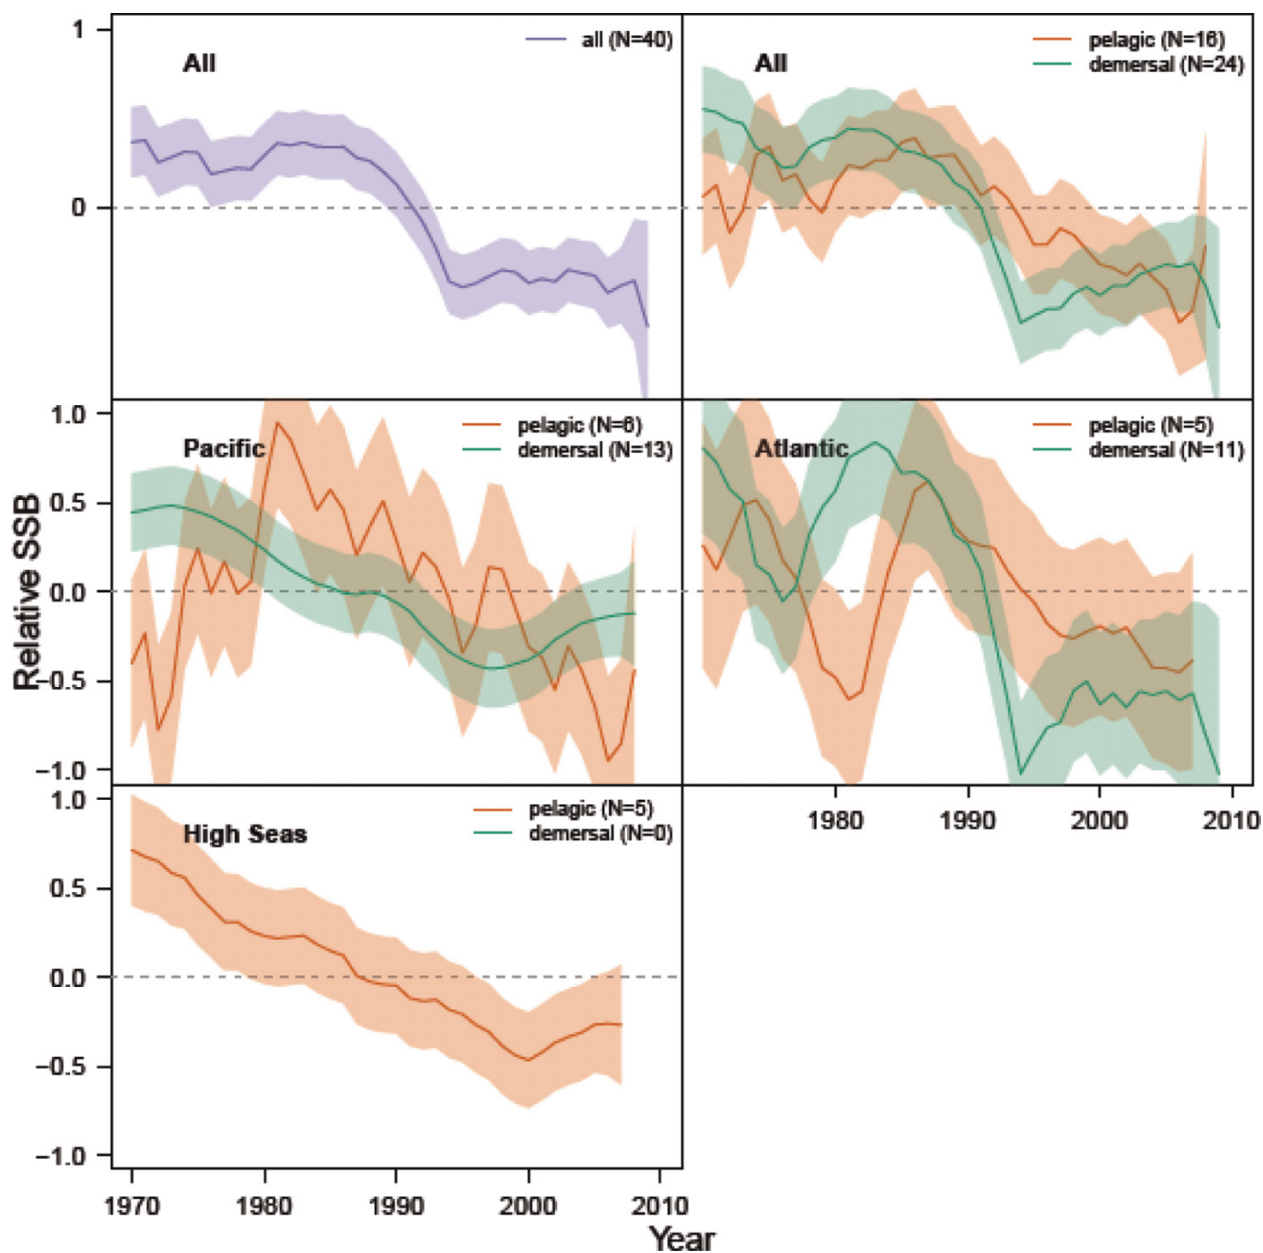 1
all (N=40)
pelagic (N=16)
All
All
demersal (N=24)
0
1.0
pelagic (N=6)
pelagic (N=5)
Pacific
demersal (N=13)
Atlantic
demersal (N=11)
0.5
Relative SSB
0.0
−0.5
−1.0
1.0
pelagic (N=5)
1980
1990
2000
2010
High Seas
demersal (N=0)
0.5
0.0
−0.5
−1.0
1970
1980
1990
2000
2010
Year